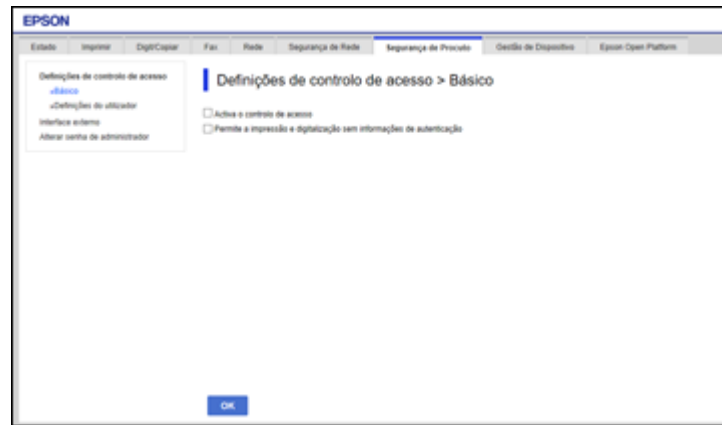 EPSON
Estado Imprimir Digit/Copiar Fax Rede Segurança de Rede Segurança de Proculo Gestão de Dispositivo Epson Open Platform
Definições de controlo de acesso
»Básico
»Definições do utilizador
Interface externo
Alterar senha de administrador
Definições de controlo de acesso > Básico
Activa o controlo de acesso
Permite a impressão e digitalização sem informações de autenticação
OK